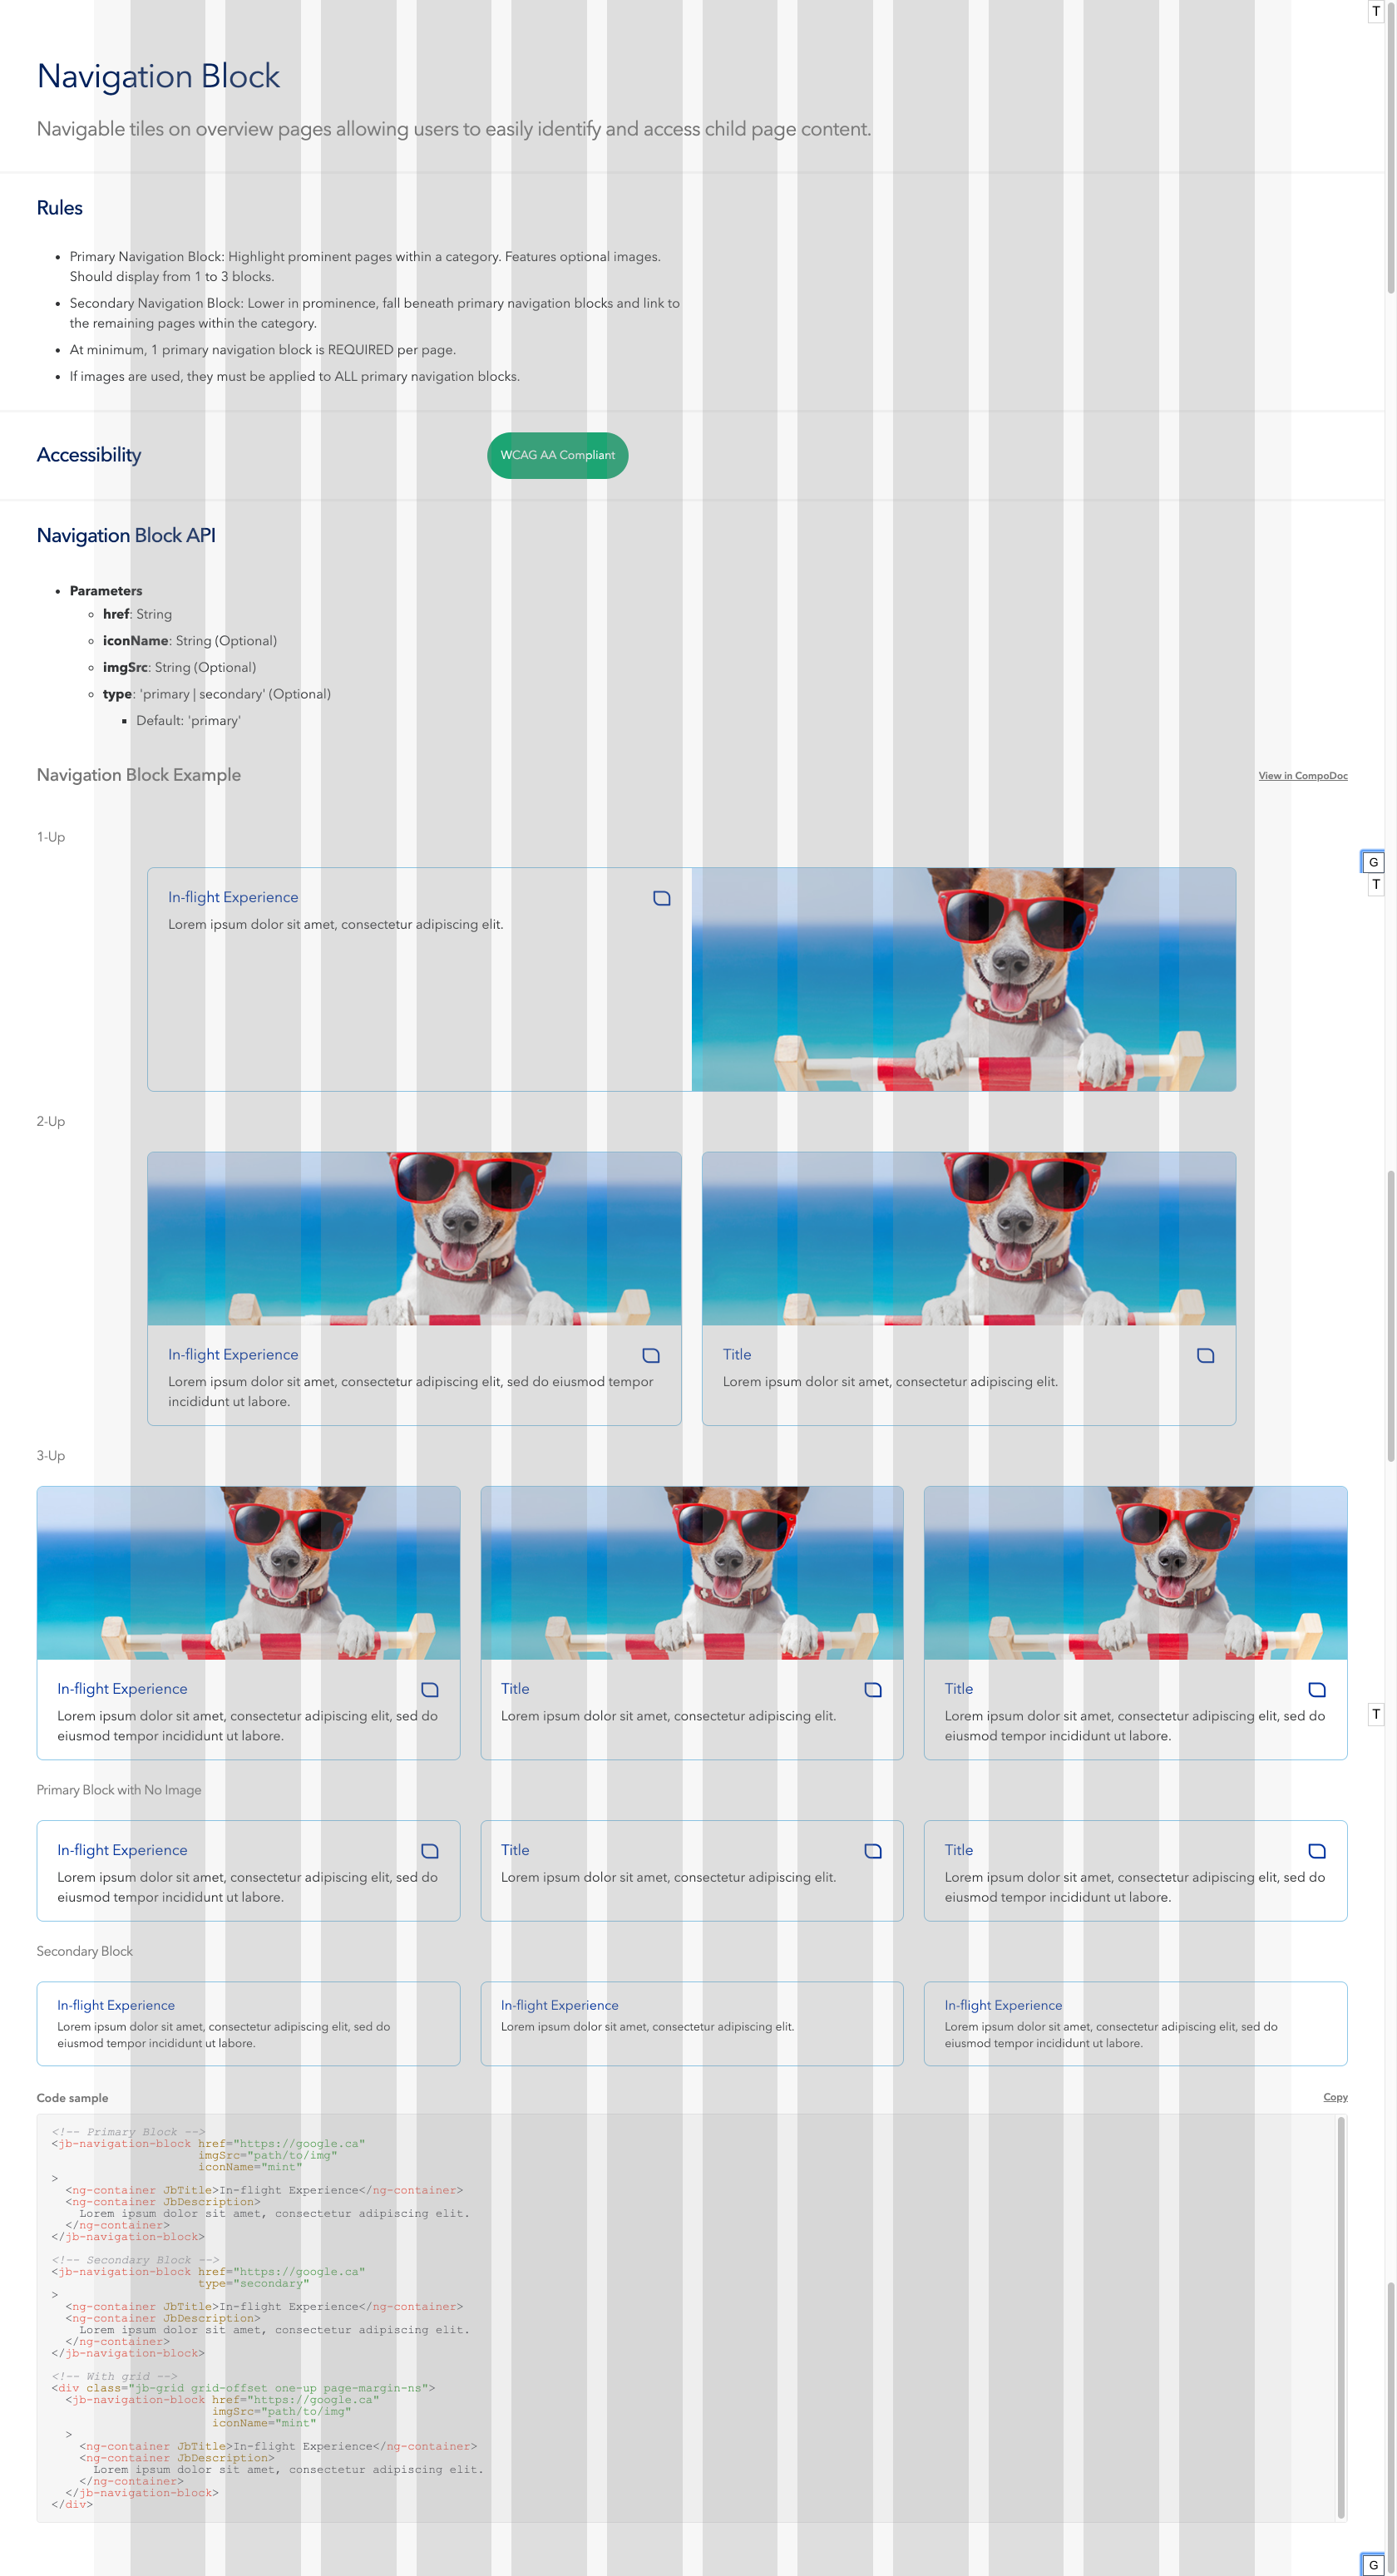 T
Navigation Block
Navigable tiles on overview pages allowing users to easily identify and access child page content.
Rules
• Primary Navigation Block: Highlight prominent pages within a category. Features optional images.
Should display from 1 to 3 blocks.
• Secondary Navigation Block: Lower in prominence, fall beneath primary navigation blocks and link to
the remaining pages within the category.
• At minimum, 1 primary navigation block is REQUIRED per page.
• If images are used, they must be applied to ALL primary navigation blocks.
Accessibility
WCAG AA Compliant
Navigation Block API
• Parameters
◦ href: String
◦ iconName: String (Optional)
◦ imgSrc: String (Optional)
◦ type: 'primary | secondary' (Optional)
▪ Default: 'primary'
Navigation Block Example
View in CompoDoc
1-Up
G
T
In-flight Experience
Lorem ipsum dolor sit amet, consectetur adipiscing elit.
2-Up
In-flight Experience
Lorem ipsum dolor sit amet, consectetur adipiscing elit, sed do eiusmod tempor
incididunt ut labore.
Title
Lorem ipsum dolor sit amet, consectetur adipiscing elit.
3-Up
In-flight Experience
Lorem ipsum dolor sit amet, consectetur adipiscing elit, sed do
eiusmod tempor incididunt ut labore.
Title
Lorem ipsum dolor sit amet, consectetur adipiscing elit.
Title
Lorem ipsum dolor sit amet, consectetur adipiscing elit, sed do
eiusmod tempor incididunt ut labore.
T
Primary Block with No Image
In-flight Experience
Lorem ipsum dolor sit amet, consectetur adipiscing elit, sed do
eiusmod tempor incididunt ut labore.
Title
Lorem ipsum dolor sit amet, consectetur adipiscing elit.
Title
Lorem ipsum dolor sit amet, consectetur adipiscing elit, sed do
eiusmod tempor incididunt ut labore.
Secondary Block
In-flight Experience
Lorem ipsum dolor sit amet, consectetur adipiscing elit, sed do
eiusmod tempor incididunt ut labore.
In-flight Experience
Lorem ipsum dolor sit amet, consectetur adipiscing elit.
In-flight Experience
Lorem ipsum dolor sit amet, consectetur adipiscing elit, sed do
eiusmod tempor incididunt ut labore.
Code sample
Copy
<!-- Primary Block -->
<jb-navigation-block href="https://google.ca"
imgSrc="path/to/img"
iconName="mint"
>
<ng-container JbTitle>In-flight Experience</ng-container>
<ng-container JbDescription>
Lorem ipsum dolor sit amet, consectetur adipiscing elit.
</ng-container>
</jb-navigation-block>
<!-- Secondary Block -->
<jb-navigation-block href="https://google.ca"
type="secondary"
>
<ng-container JbTitle>In-flight Experience</ng-container>
<ng-container JbDescription>
Lorem ipsum dolor sit amet, consectetur adipiscing elit.
</ng-container>
</jb-navigation-block>
<!-- With grid -->
<div class="jb-grid grid-offset one-up page-margin-ns">
<jb-navigation-block href="https://google.ca"
imgSrc="path/to/img"
iconName="mint"
>
<ng-container JbTitle>In-flight Experience</ng-container>
<ng-container JbDescription>
Lorem ipsum dolor sit amet, consectetur adipiscing elit.
</ng-container>
</jb-navigation-block>
</div>
G